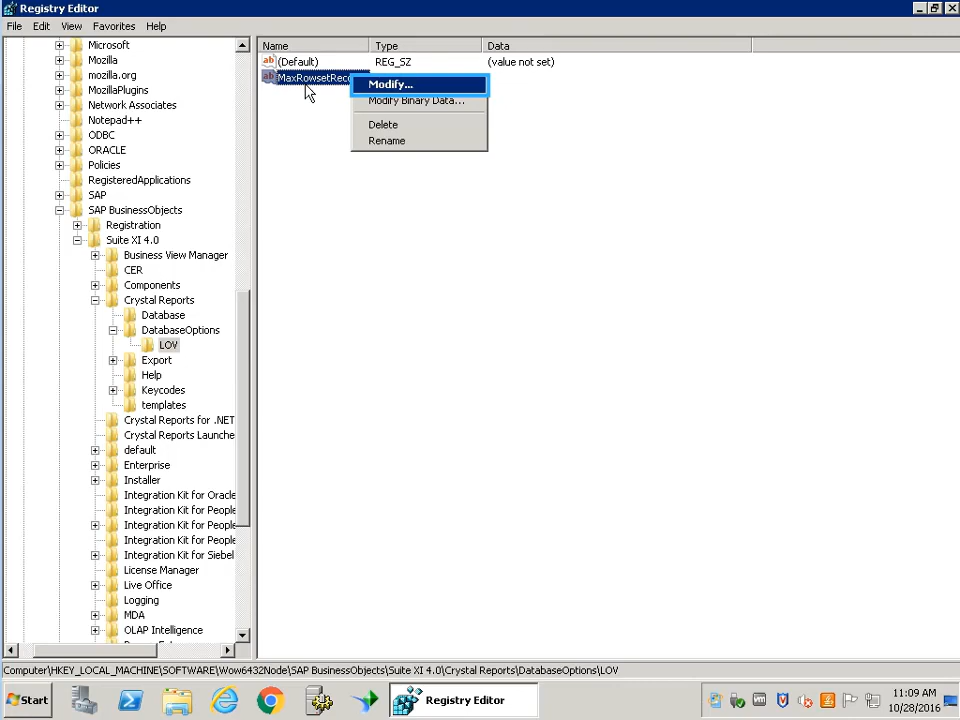 Registry Editor
File Edit View Favorites Help
Microsoft
Mozilla
mozilla.org
MozillaPlugins
Network Associates
Notepad++
ODBC
ORACLE
Policies
RegisteredApplications
SAP
SAP BusinessObjects
Registration
Suite XI 4.0
Business View Manager
CER
Components
Crystal Reports
Database
DatabaseOptions
LOV
Export
Help
Keycodes
templates
Crystal Reports for .NET
Crystal Reports Launche
default
Enterprise
Installer
Integration Kit for Oracle
Integration Kit for People
Integration Kit for People
Integration Kit for People
Integration Kit for Siebel
License Manager
Live Office
Logging
MDA
OLAP Intelligence
Name Type Data
ab (Default) REG_SZ (value not set)
ab MaxRowsetReco
Modify...
Modify Binary Data...
Delete
Rename
Computer\HKEY_LOCAL_MACHINE\SOFTWARE\Wow6432Node\SAP BusinessObjects\Suite XI 4.0\Crystal Reports\DatabaseOptions\LOV
Start
Registry Editor
11:09 AM
10/28/2016